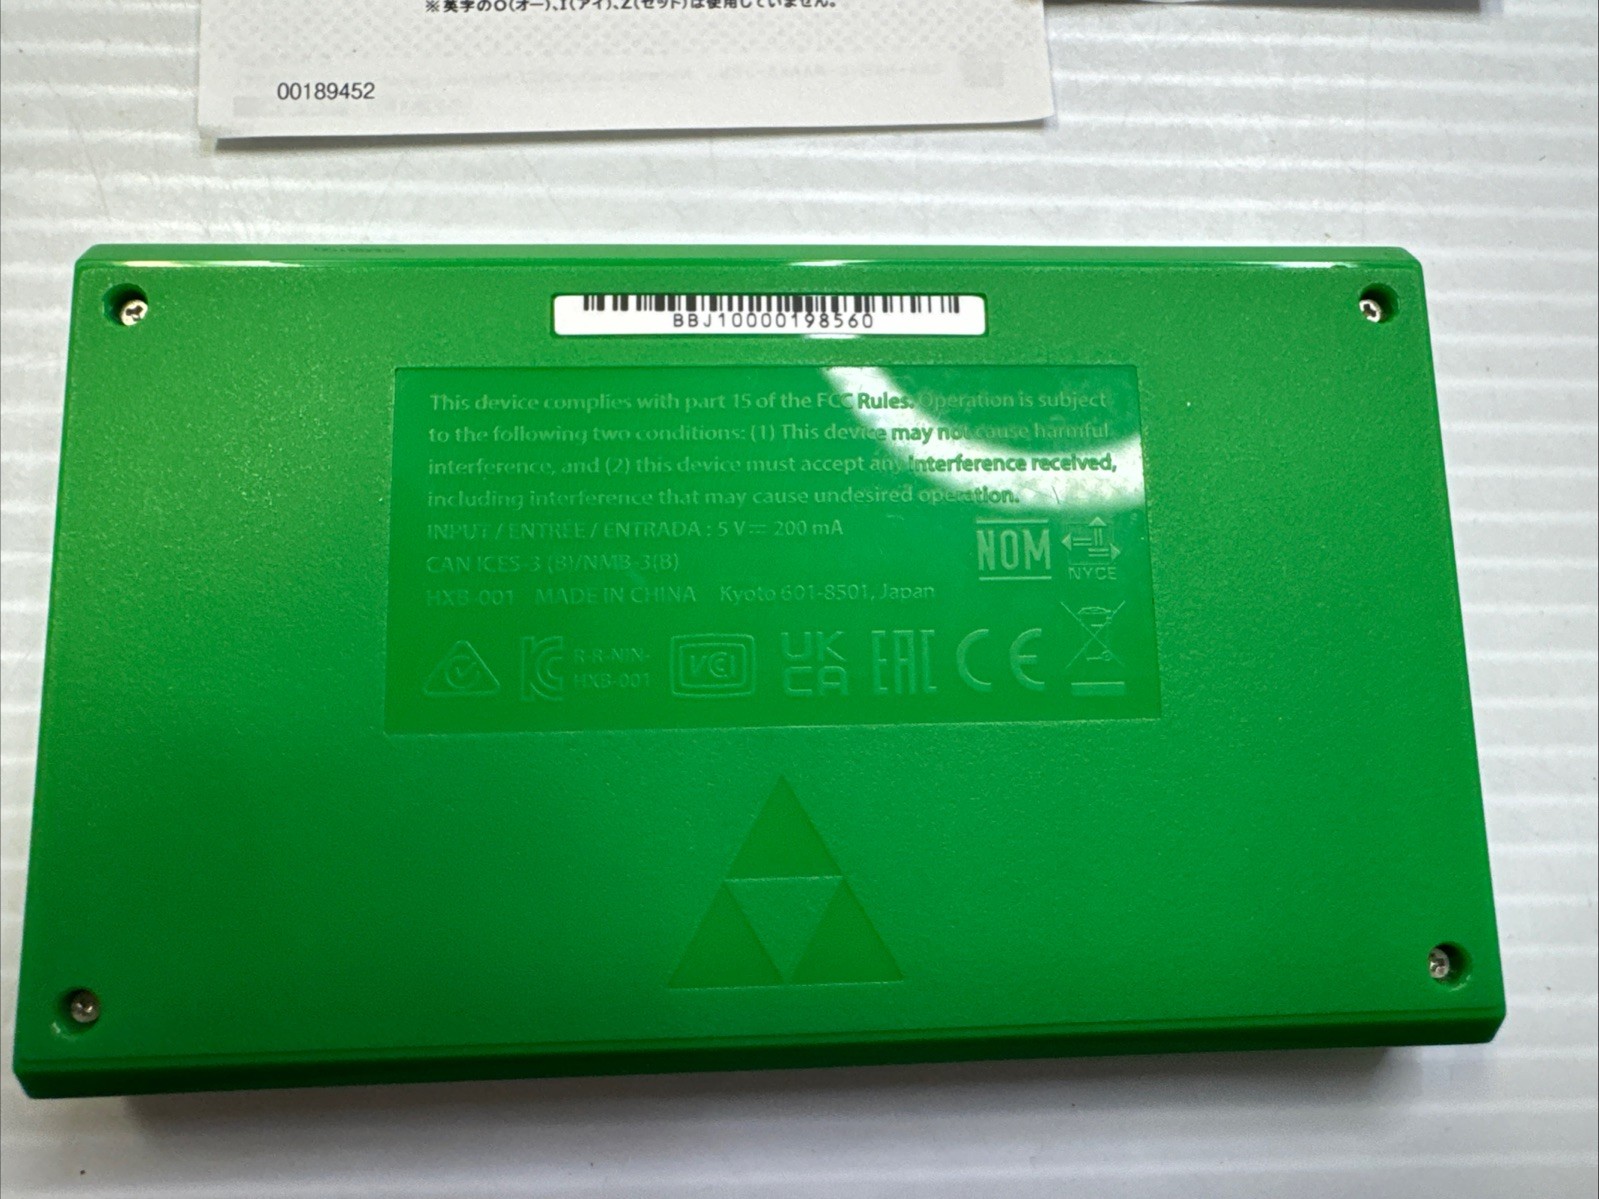 ※英字のO(オー)、I(アイ)、Z(ゼット)は使用していません。
00189452
BBJ10000198560
This device complies with part 15 of the FCC Rules. Operation is subject
to the following two conditions: (1) This device may not cause harmful
interference, and (2) this device must accept any interference received,
including interference that may cause undesired operation.
INPUT / ENTRÉE / ENTRADA : 5 V⎓ 200 mA
CAN ICES-3 (B)/NMB-3(B)
NOM
NYCE
HXB-001 MADE IN CHINA Kyoto 601-8501, Japan
R-R-NIN-
HXB-001
VCI
UK
CA
EAC
CE